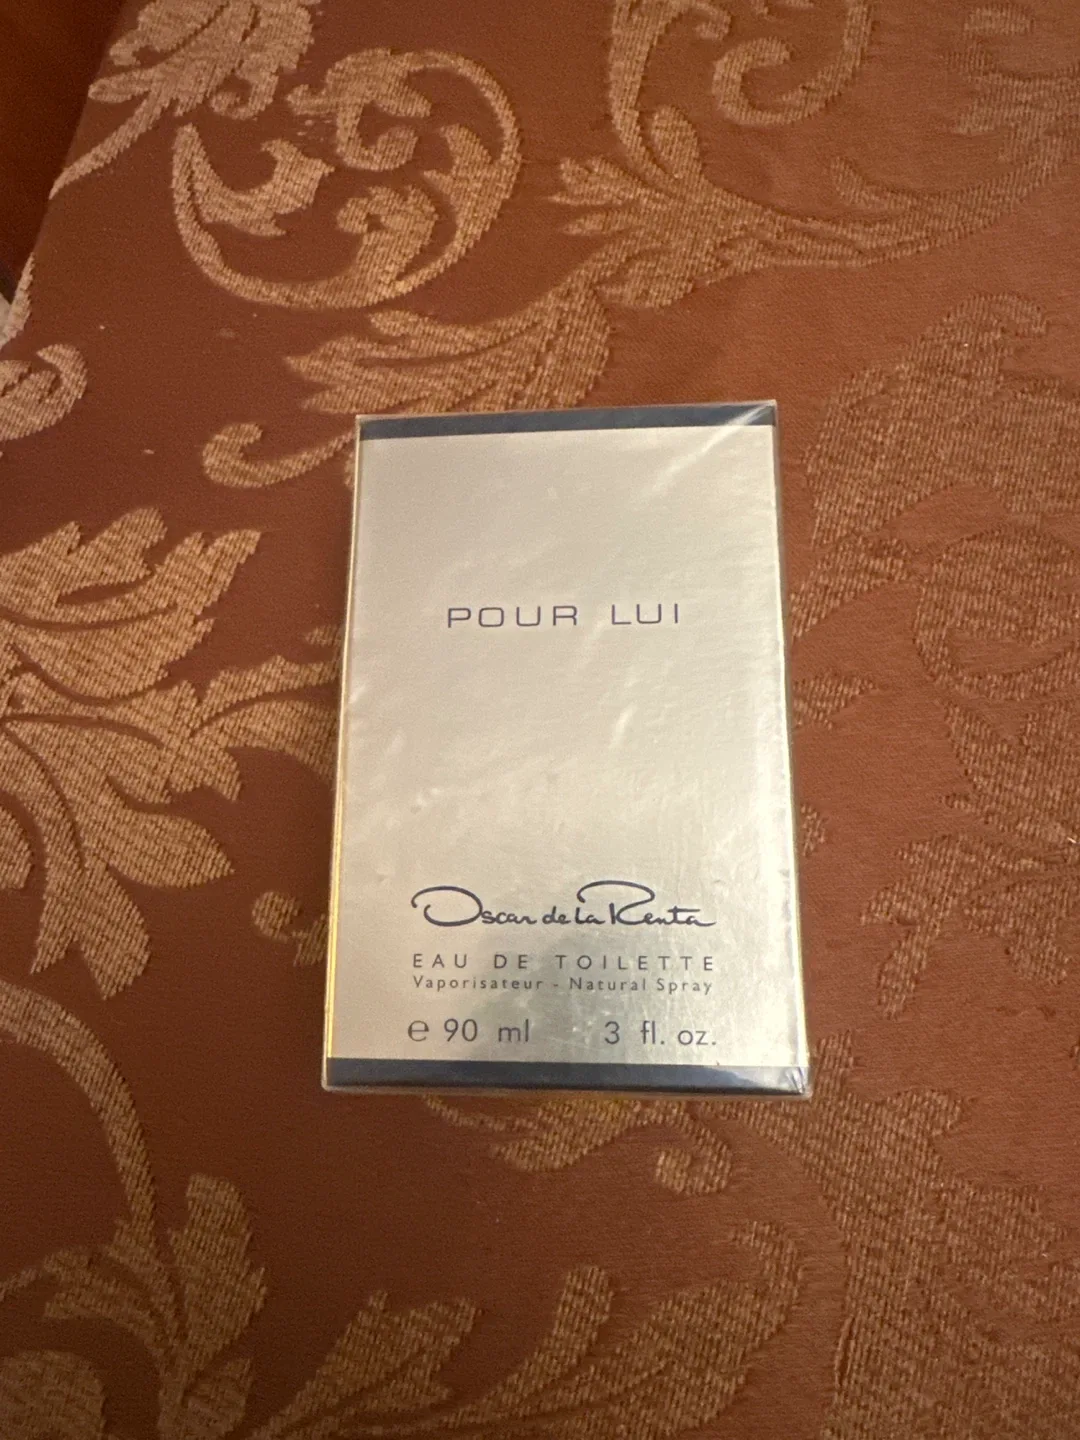 POUR LUI
Oscar de la Renta
EAU DE TOILETTE
Vaporisateur - Natural Spray
℮ 90 ml 3 fl. oz.